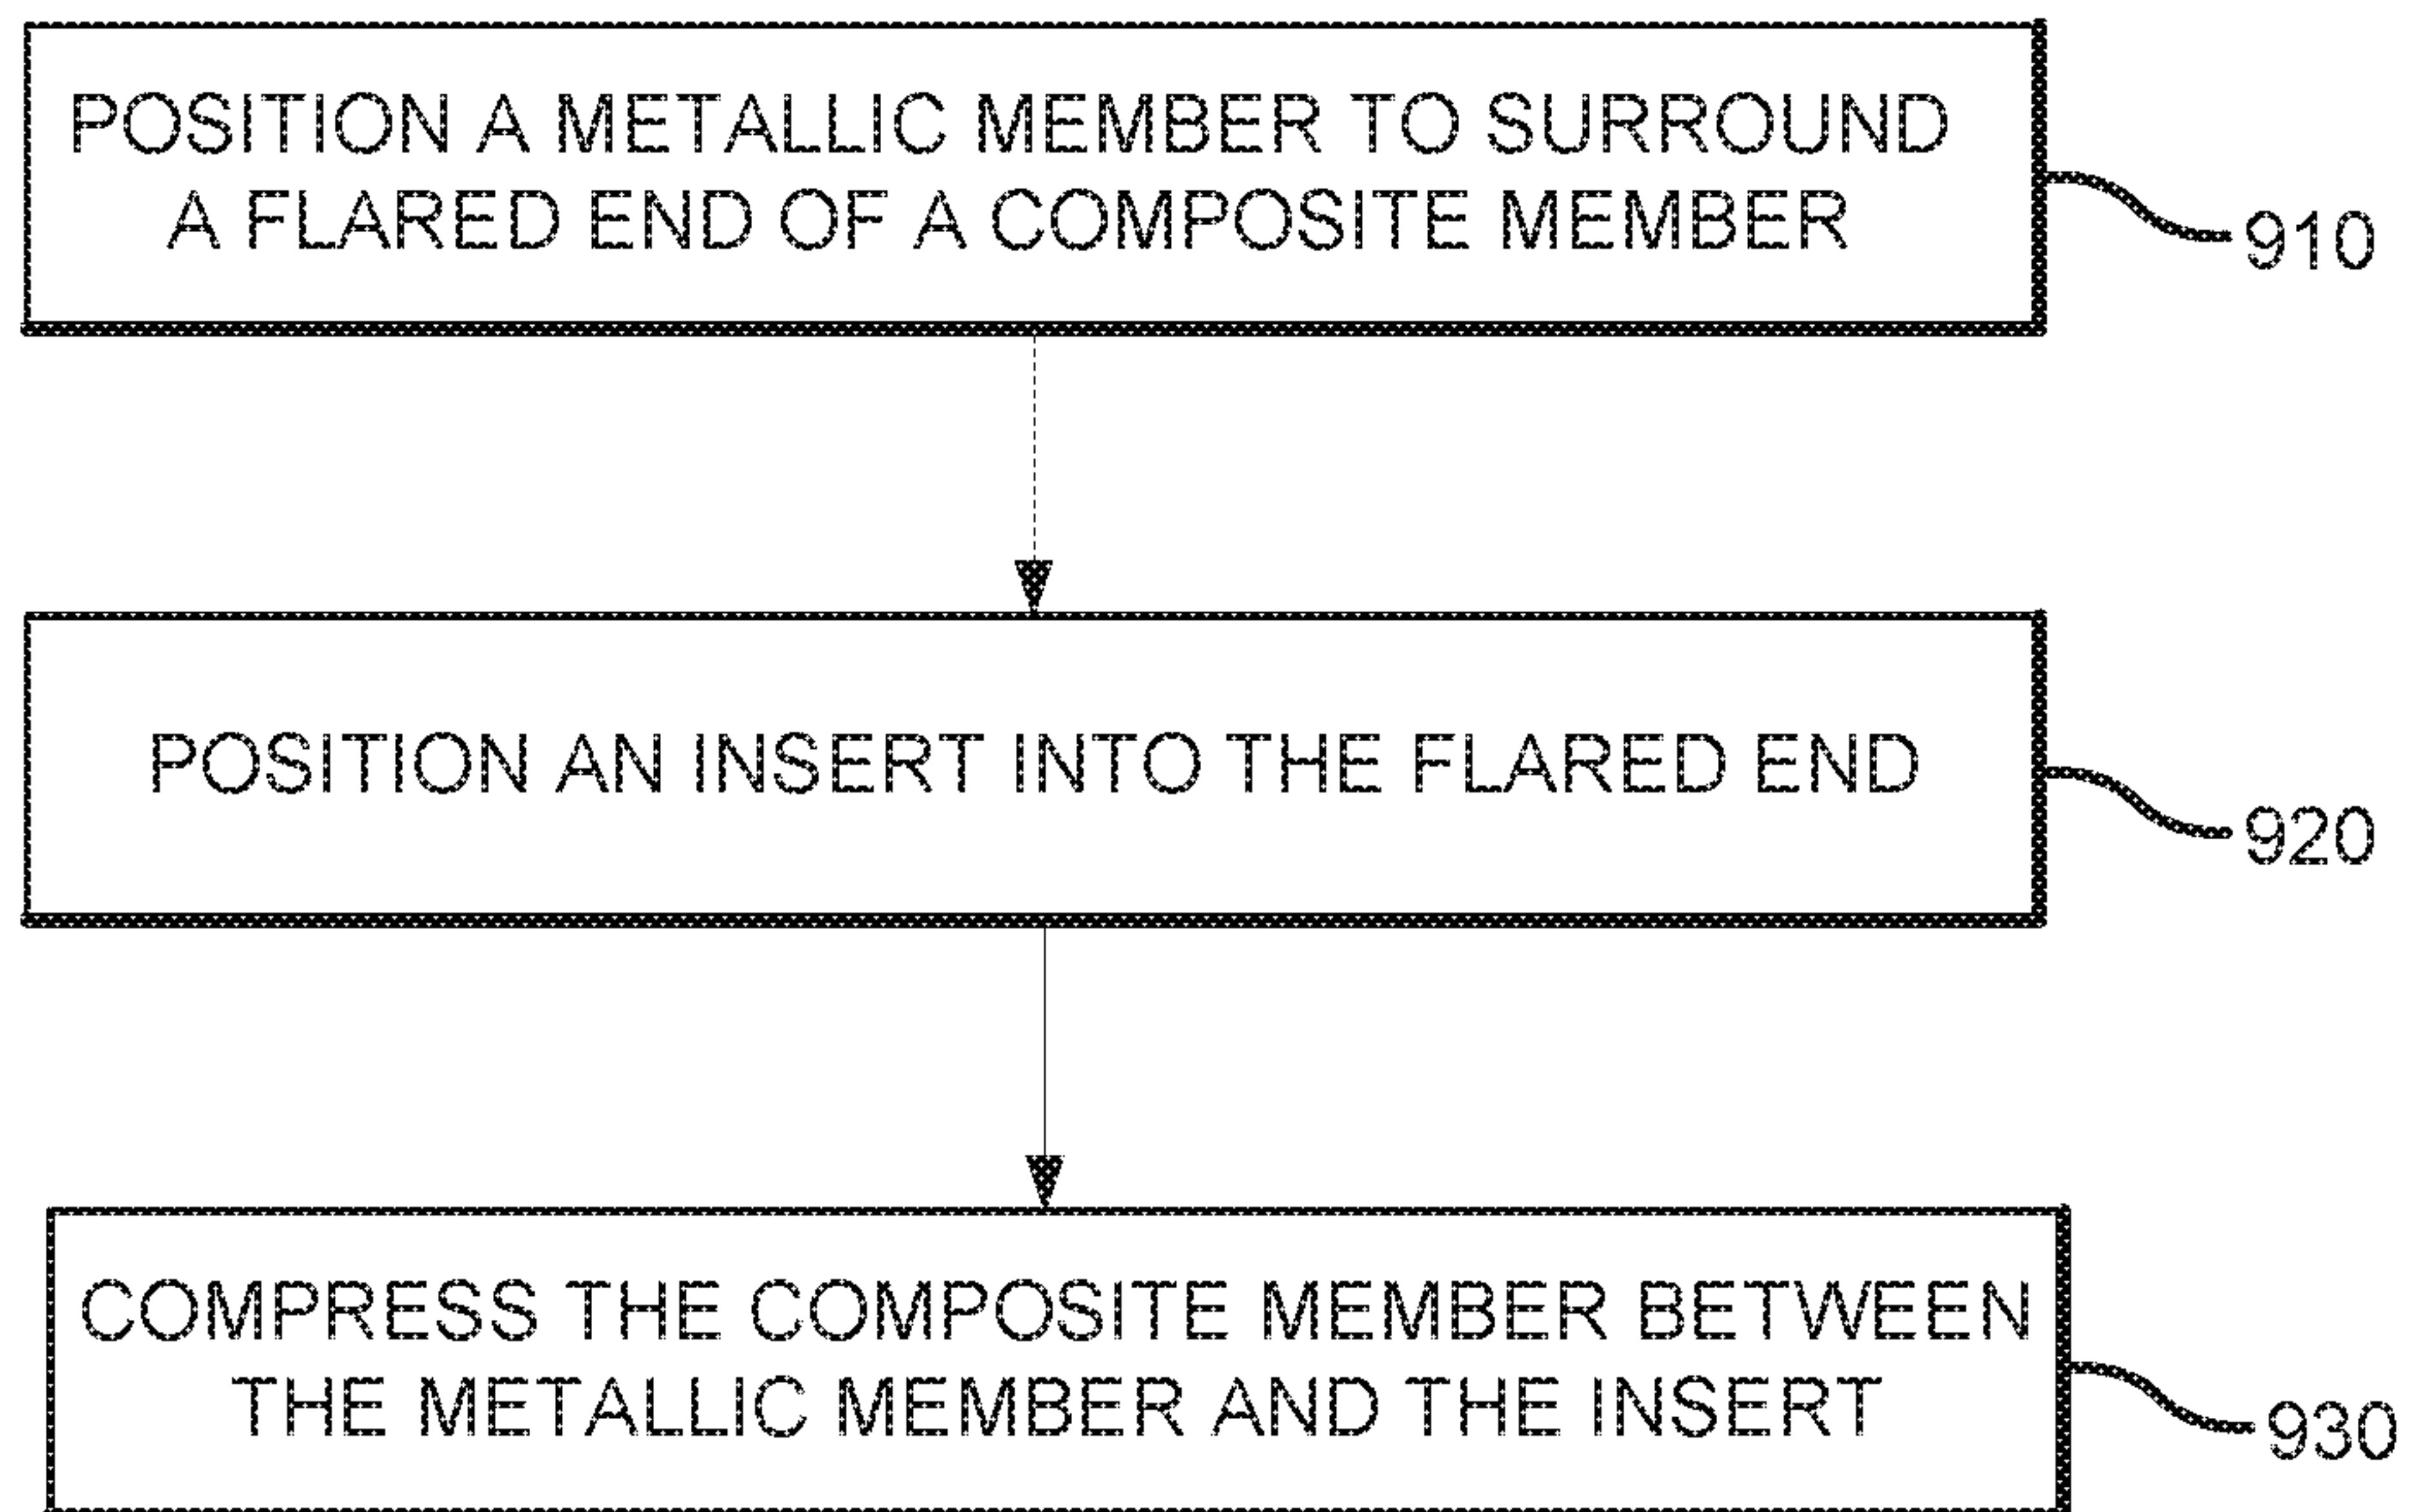 POSITION A METALLIC MEMBER TO SURROUND
A FLARED END OF A COMPOSITE MEMBER
910
POSITION AN INSERT INTO THE FLARED END
920
COMPRESS THE COMPOSITE MEMBER BETWEEN
THE METALLIC MEMBER AND THE INSERT
930